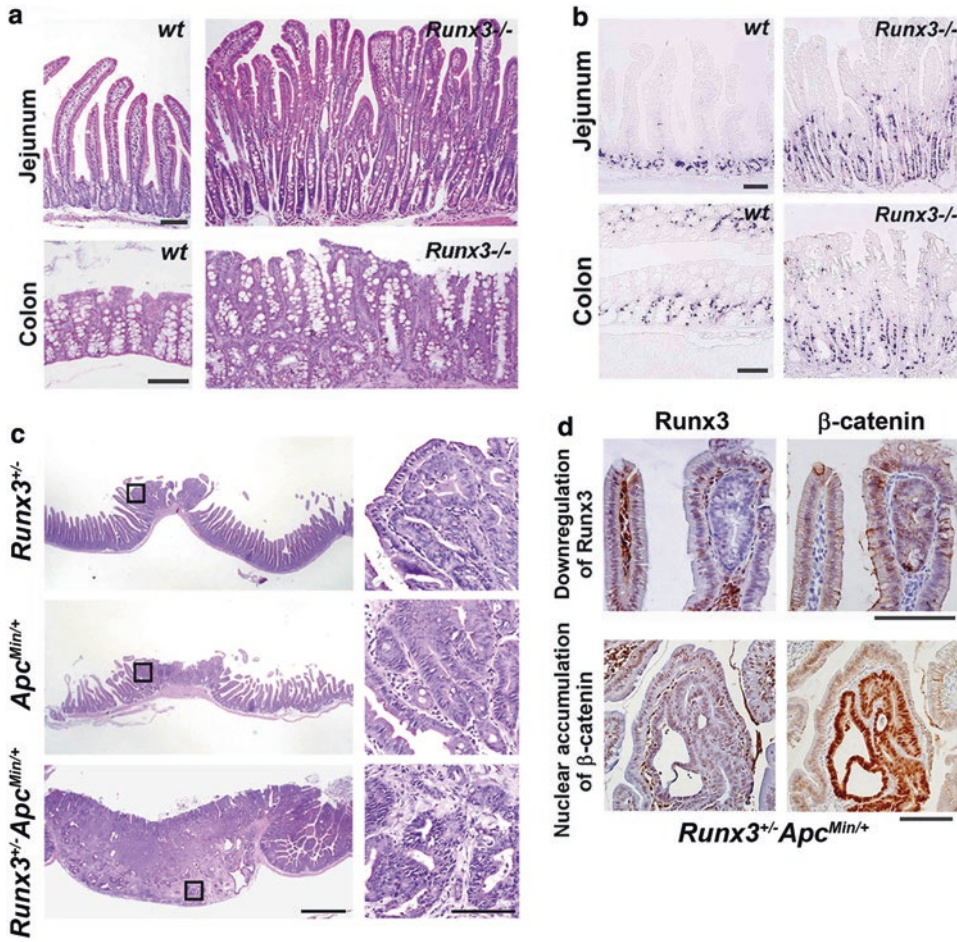 a
wt
Runx3-/-
Jejunum
wt
Runx3-/-
Colon
b
wt
Runx3-/-
Jejunum
wt
Runx3-/-
Colon
c
Runx3+/-
ApcMin/+
Runx3+/-ApcMin/+
d
Runx3
β-catenin
Downregulation
of Runx3
Nuclear accumulation
of β-catenin
Runx3+/-ApcMin/+